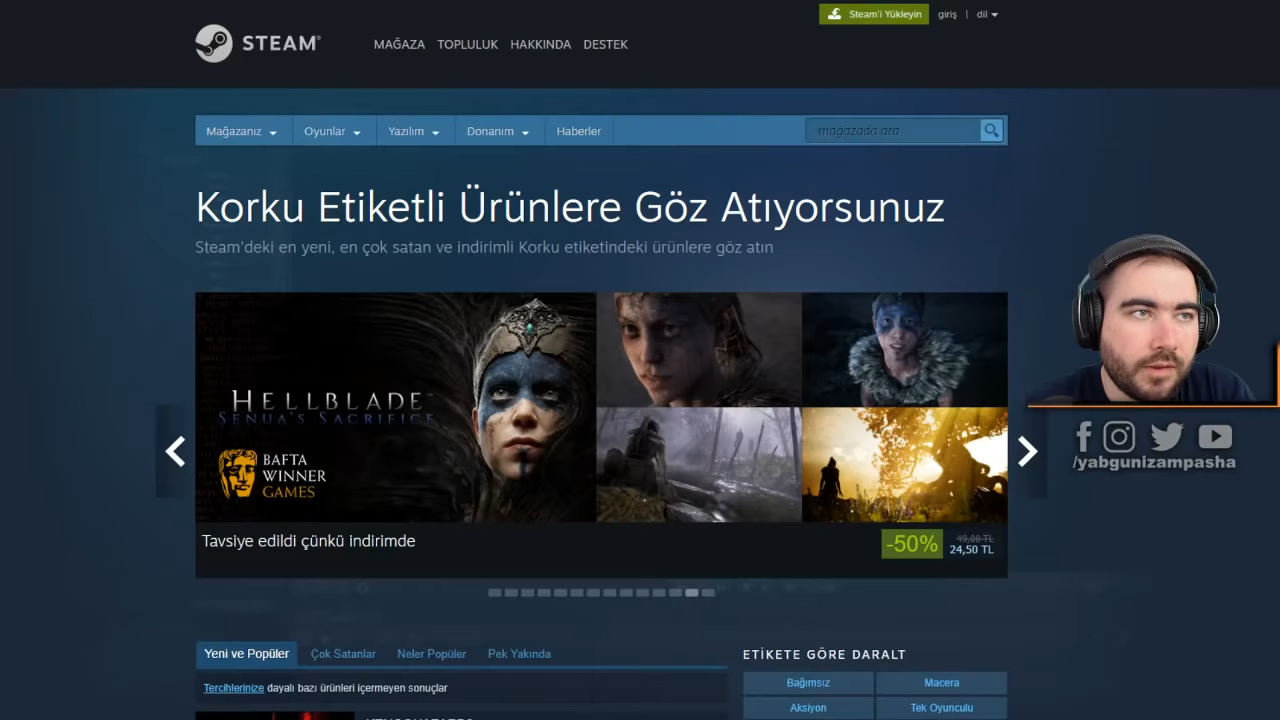 Steam'i Yükleyin
giriş | dil
STEAM®
MAĞAZA TOPLULUK HAKKINDA DESTEK
Mağazanız Oyunlar Yazılım Donanım Haberler
mağazada ara
Korku Etiketli Ürünlere Göz Atıyorsunuz
Steam'deki en yeni, en çok satan ve indirimli Korku etiketindeki ürünlere göz atın
HELLBLADE
SENUA'S SACRIFICE
BAFTA
WINNER
GAMES
Tavsiye edildi çünkü indirimde
-50%
49,00 TL
24,50 TL
/yabgunizampasha
Yeni ve Popüler Çok Satanlar Neler Popüler Pek Yakında
Tercihlerinize dayalı bazı ürünleri içermeyen sonuçlar
ETİKETE GÖRE DARALT
Bağımsız Macera
Aksiyon Tek Oyunculu